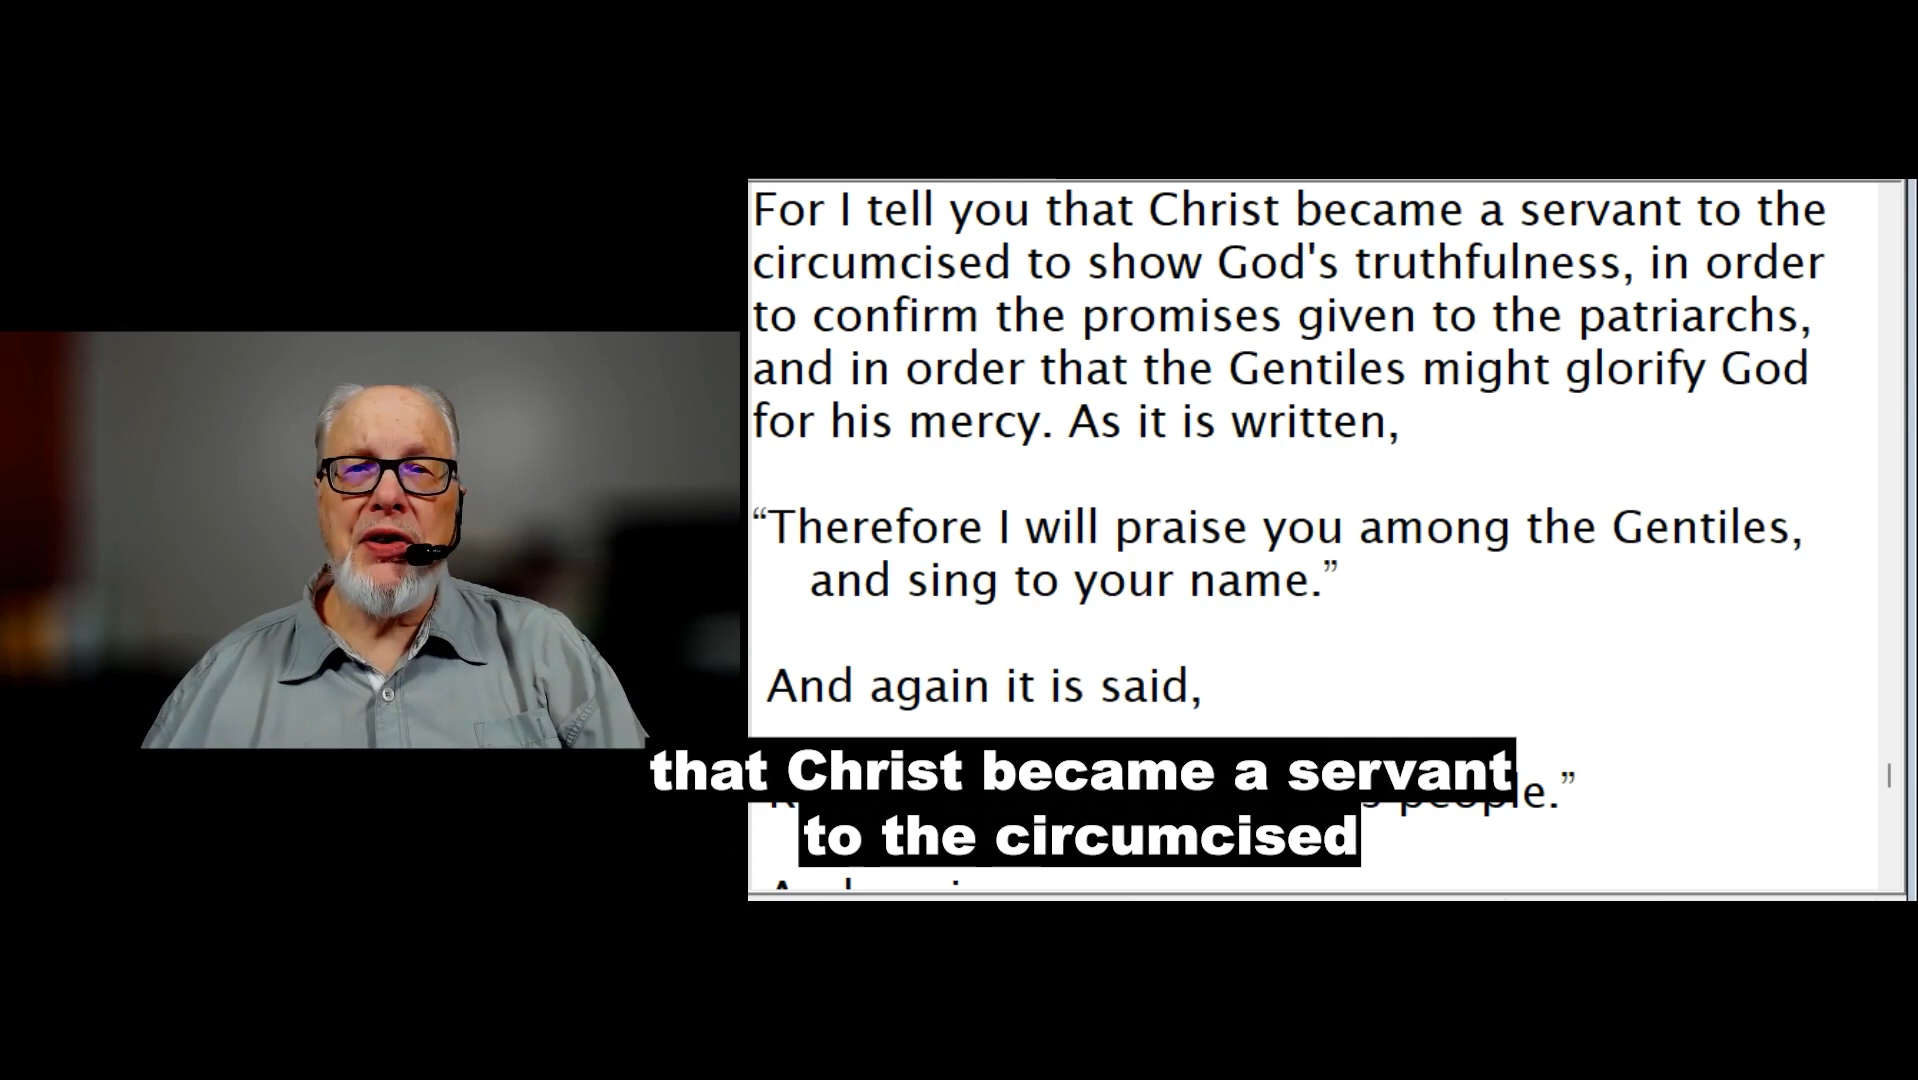 For I tell you that Christ became a servant to the
circumcised to show God's truthfulness, in order
to confirm the promises given to the patriarchs,
and in order that the Gentiles might glorify God
for his mercy. As it is written,
“Therefore I will praise you among the Gentiles,
and sing to your name.”
And again it is said,
people.”
that Christ became a servant
to the circumcised